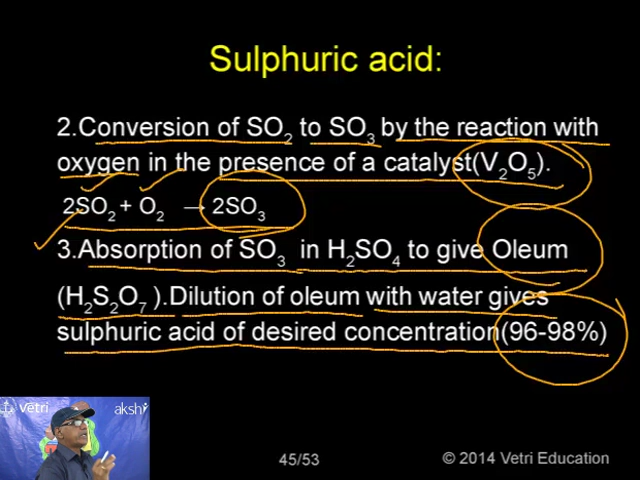 Sulphuric acid:
2.Conversion of SO₂ to SO₃ by the reaction with
oxygen in the presence of a catalyst(V₂O₅).
2SO₂ + O₂ → 2SO₃
3.Absorption of SO₃ in H₂SO₄ to give Oleum
(H₂S₂O₇ ).Dilution of oleum with water gives
sulphuric acid of desired concentration(96-98%)
Vetri
akshi
45/53
© 2014 Vetri Education